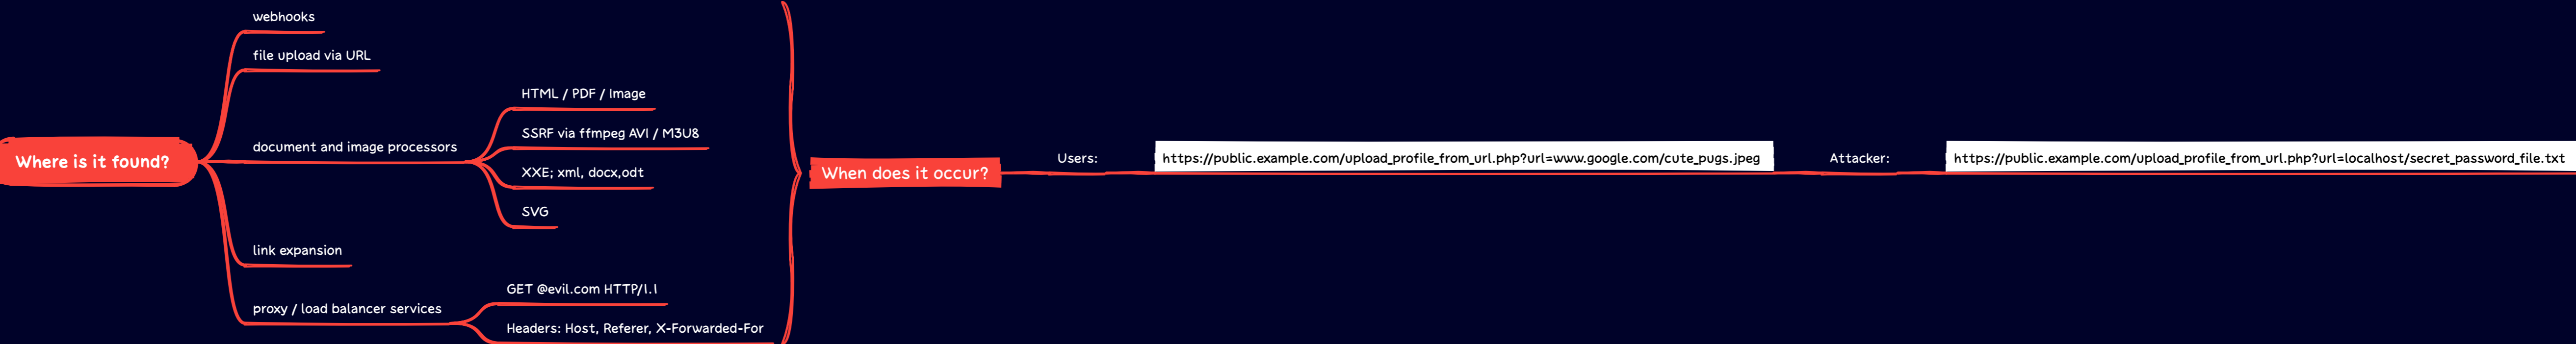 Where is it found?
webhooks
file upload via URL
document and image processors
HTML / PDF / Image
SSRF via ffmpeg AVI / M3U8
XXE; xml, docx,odt
SVG
link expansion
proxy / load balancer services
GET @evil.com HTTP/1.1
Headers: Host, Referer, X-Forwarded-For
When does it occur?
Users:
https://public.example.com/upload_profile_from_url.php?url=www.google.com/cute_pugs.jpeg
Attacker:
https://public.example.com/upload_profile_from_url.php?url=localhost/secret_password_file.txt